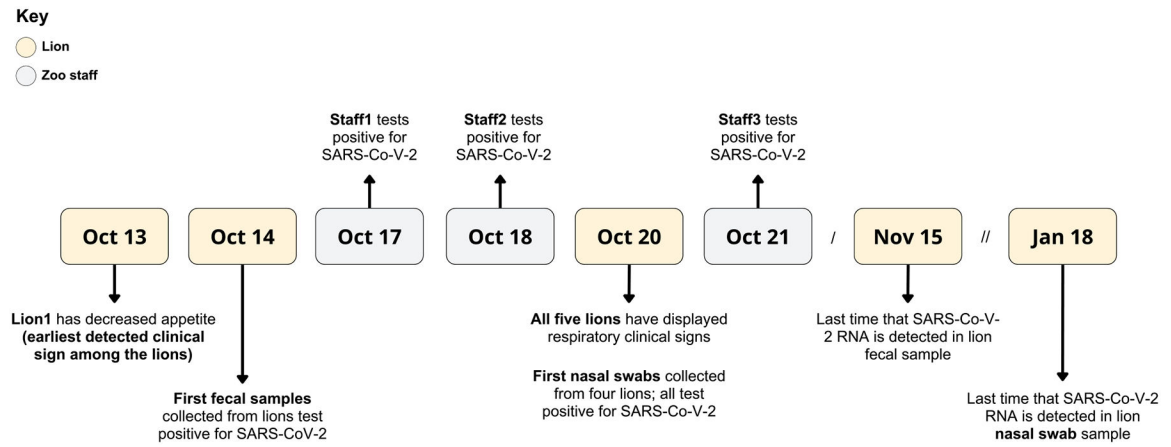 Key
Lion
Zoo staff
Staff1 tests
positive for
SARS-Co-V-2
Staff2 tests
positive for
SARS-Co-V-2
Staff3 tests
positive for
SARS-Co-V-2
Oct 13
Oct 14
Oct 17
Oct 18
Oct 20
Oct 21
/
Nov 15
//
Jan 18
Lion1 has decreased appetite
(earliest detected clinical
sign among the lions)
First fecal samples
collected from lions test
positive for SARS-CoV-2
All five lions have displayed
respiratory clinical signs
First nasal swabs collected
from four lions; all test
positive for SARS-Co-V-2
Last time that SARS-Co-V-
2 RNA is detected in lion
fecal sample
Last time that SARS-Co-V-2
RNA is detected in lion
nasal swab sample